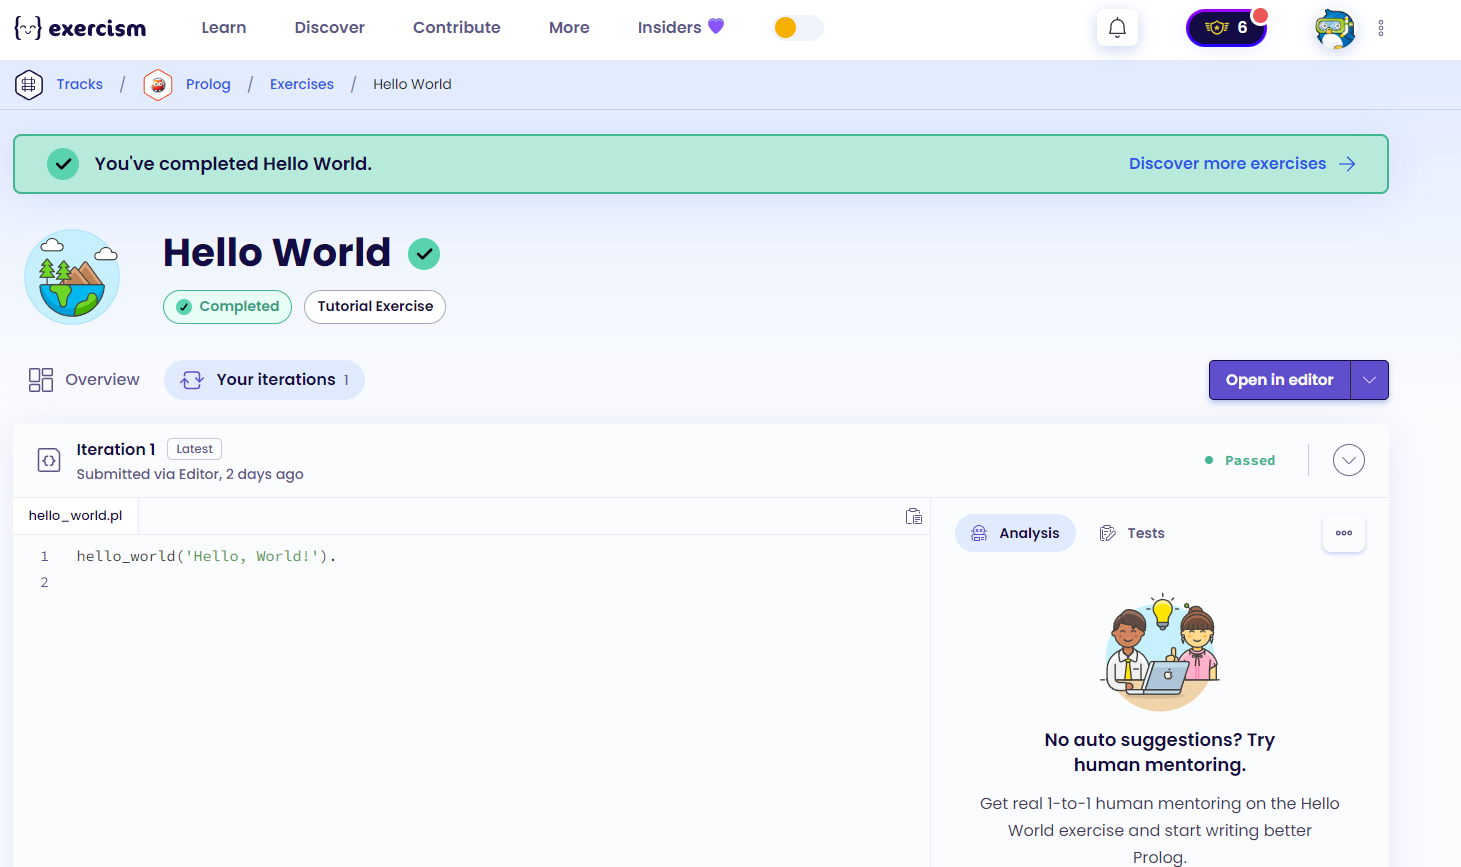 exercism Learn Discover Contribute More Insiders 6
Tracks / Prolog / Exercises / Hello World
You've completed Hello World. Discover more exercises
Hello World
Completed Tutorial Exercise
Overview Your iterations 1 Open in editor
Iteration 1 Latest
Submitted via Editor, 2 days ago
Passed
hello_world.pl
1 hello_world('Hello, World!').
2
Analysis Tests
No auto suggestions? Try
human mentoring.
Get real 1-to-1 human mentoring on the Hello
World exercise and start writing better
Prolog.